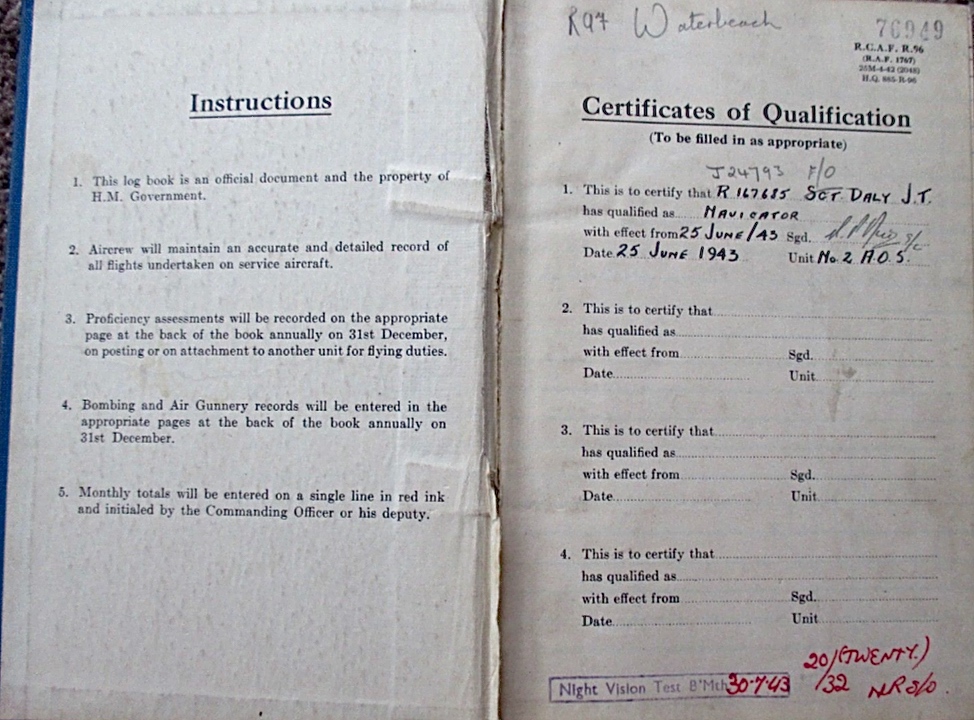 Instructions
1. This log book is an official document and the property of
H.M. Government.
2. Aircrew will maintain an accurate and detailed record of
all flights undertaken on service aircraft.
3. Proficiency assessments will be recorded on the appropriate
page at the back of the book annually on 31st December,
on posting or on attachment to another unit for flying duties.
4. Bombing and Air Gunnery records will be entered in the
appropriate pages at the back of the book annually on
31st December.
5. Monthly totals will be entered on a single line in red ink
and initialed by the Commanding Officer or his deputy.
Waterbeach
76949
R.C.A.F. R.96
(R.A.F. 1767)
25M-4-42 (2048)
H.Q. 885-R-96
Certificates of Qualification
(To be filled in as appropriate)
J24793 F/O
1. This is to certify that R 167685 SGT. DALY J.T.
has qualified as NAVIGATOR
with effect from 25 JUNE/43 Sgd.
Date 25 JUNE 1943 Unit No. 2 A.O.S.
2. This is to certify that
has qualified as
with effect from Sgd.
Date Unit
3. This is to certify that
has qualified as
with effect from Sgd.
Date Unit
4. This is to certify that
has qualified as
with effect from Sgd.
Date Unit
20/(TWENTY.)
Night Vision Test B'Mth 30-7-43 /32